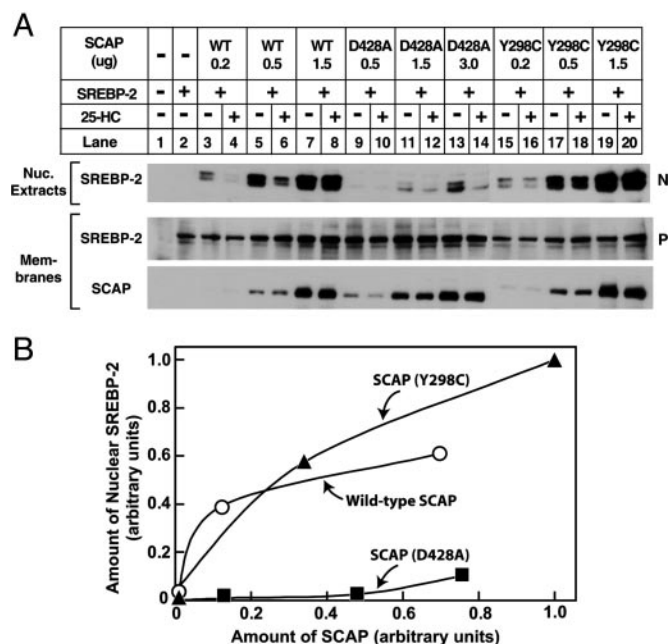 A
SCAP (ug) - - WT 0.2 WT 0.5 WT 1.5 D428A 0.5 D428A 1.5 D428A 3.0 Y298C 0.2 Y298C 0.5 Y298C 1.5
SREBP-2 - + + + + + + + + + +
25-HC - - - + - + - + - + - + - + - + - + - +
Lane 1 2 3 4 5 6 7 8 9 10 11 12 13 14 15 16 17 18 19 20
Nuc. Extracts SREBP-2 N
Mem-branes
SREBP-2 P
SCAP
B
Amount of Nuclear SREBP-2
(arbitrary units)
1.0
0.8
0.6
0.4
0.2
0
SCAP (Y298C)
Wild-type SCAP
SCAP (D428A)
0 0.2 0.4 0.6 0.8 1.0
Amount of SCAP (arbitrary units)